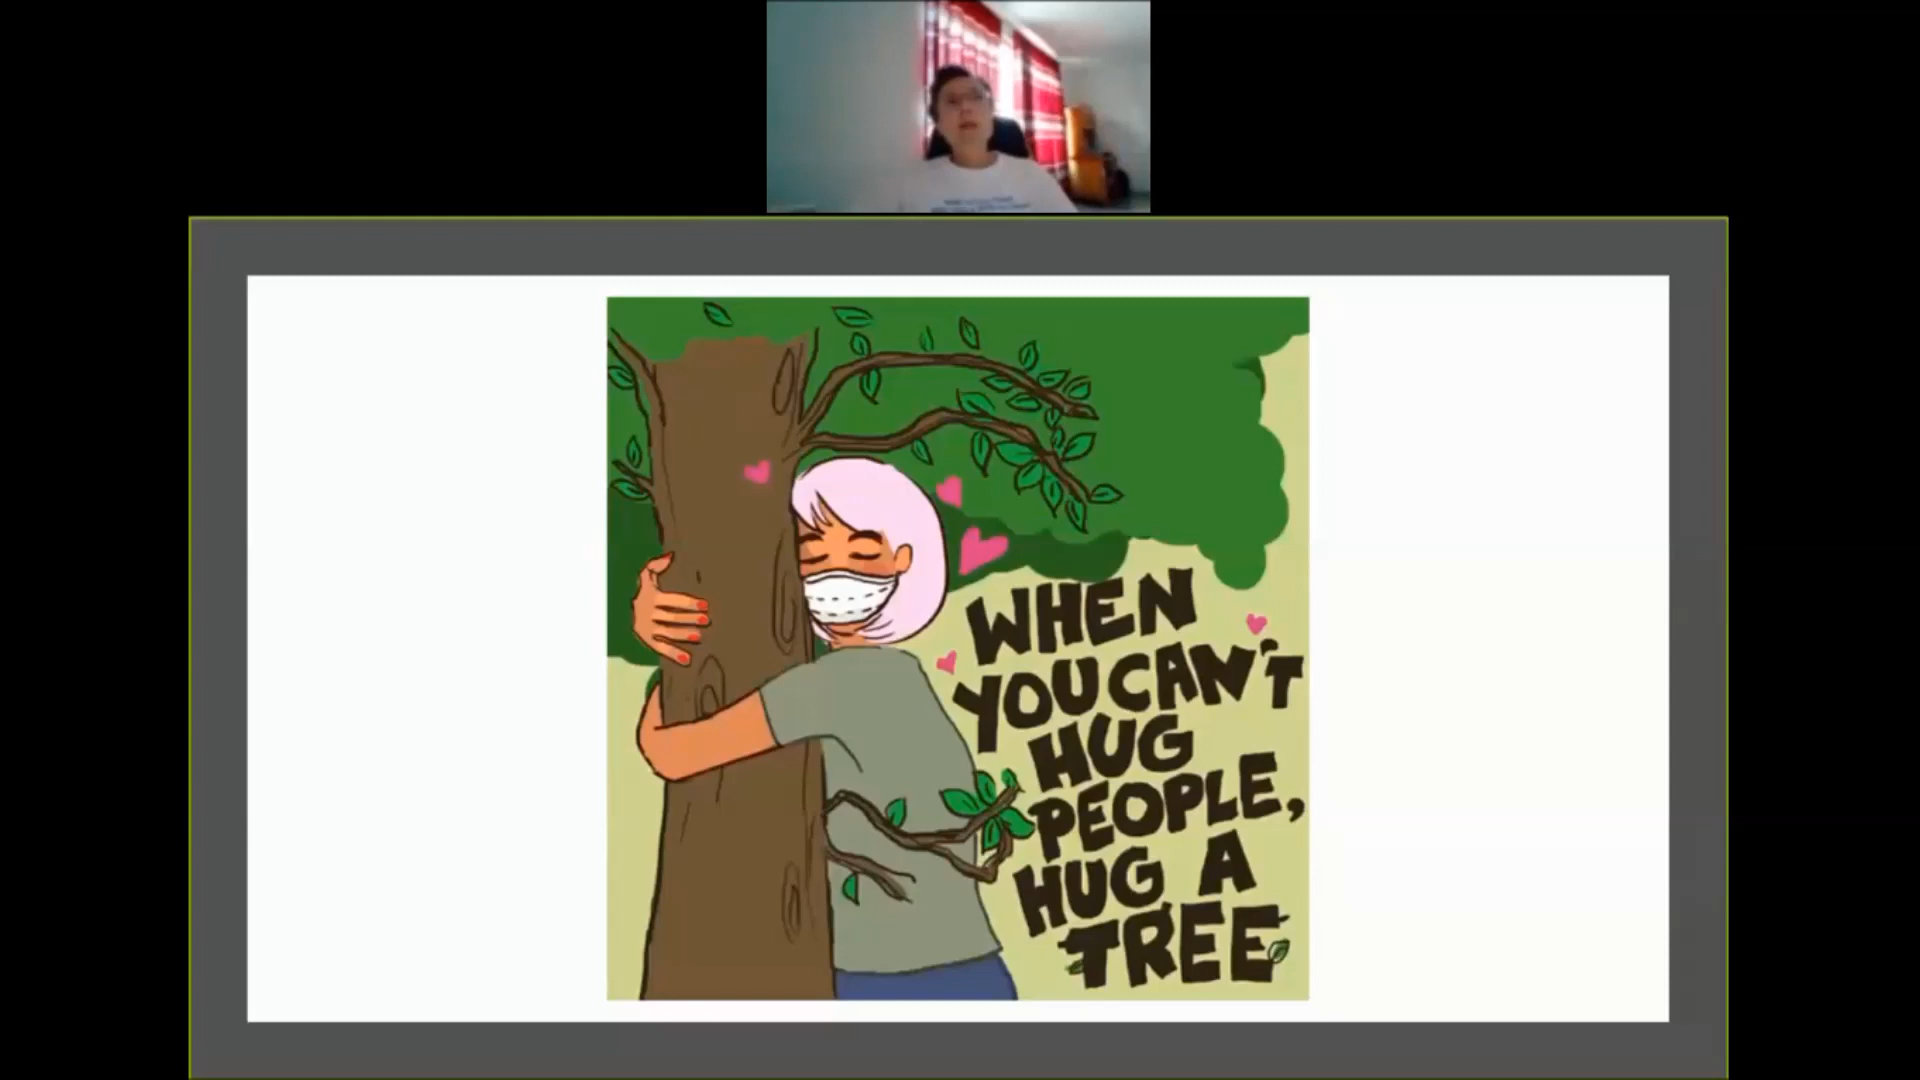 WHEN
YOU CAN'T
HUG
PEOPLE,
HUG A
TREE